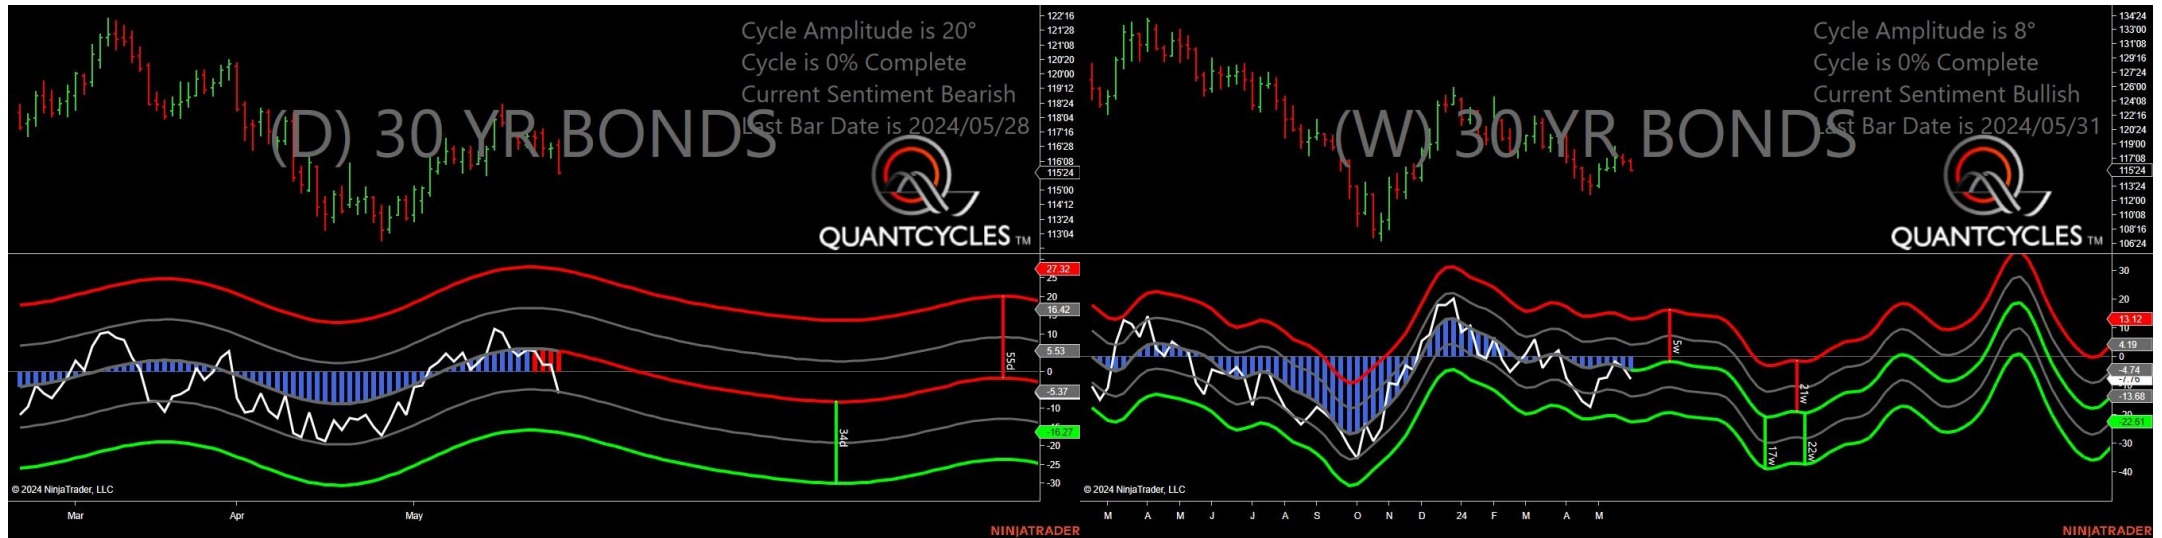 Cycle Amplitude is 20°
Cycle is 0% Complete
Current Sentiment Bearish
Last Bar Date is 2024/05/28
(D) 30 YR BONDS
QUANTCYCLES TM
122'16
121'28
121'08
120'20
120'00
119'12
118'24
118'04
117'16
116'28
116'08
115'24
115'00
114'12
113'24
113'04
27.32
25
20
16.42
10
5.53
0
-5.37
-10
-16.27
-20
-25
-30
55d
34d
© 2024 NinjaTrader, LLC
Mar Apr May
NINJATRADER
Cycle Amplitude is 8°
Cycle is 0% Complete
Current Sentiment Bullish
Last Bar Date is 2024/05/31
(W) 30 YR BONDS
QUANTCYCLES TM
134'24
133'00
131'08
129'16
127'24
126'00
124'08
122'16
120'24
119'00
117'08
115'24
113'24
112'00
110'08
108'16
106'24
30
20
13.12
10
4.19
0
-4.74
-7.76
-13.68
-22.61
-30
-40
5w
21w
17w
22w
© 2024 NinjaTrader, LLC
M A M J J A S O N D 24 F M A M
NINJATRADER